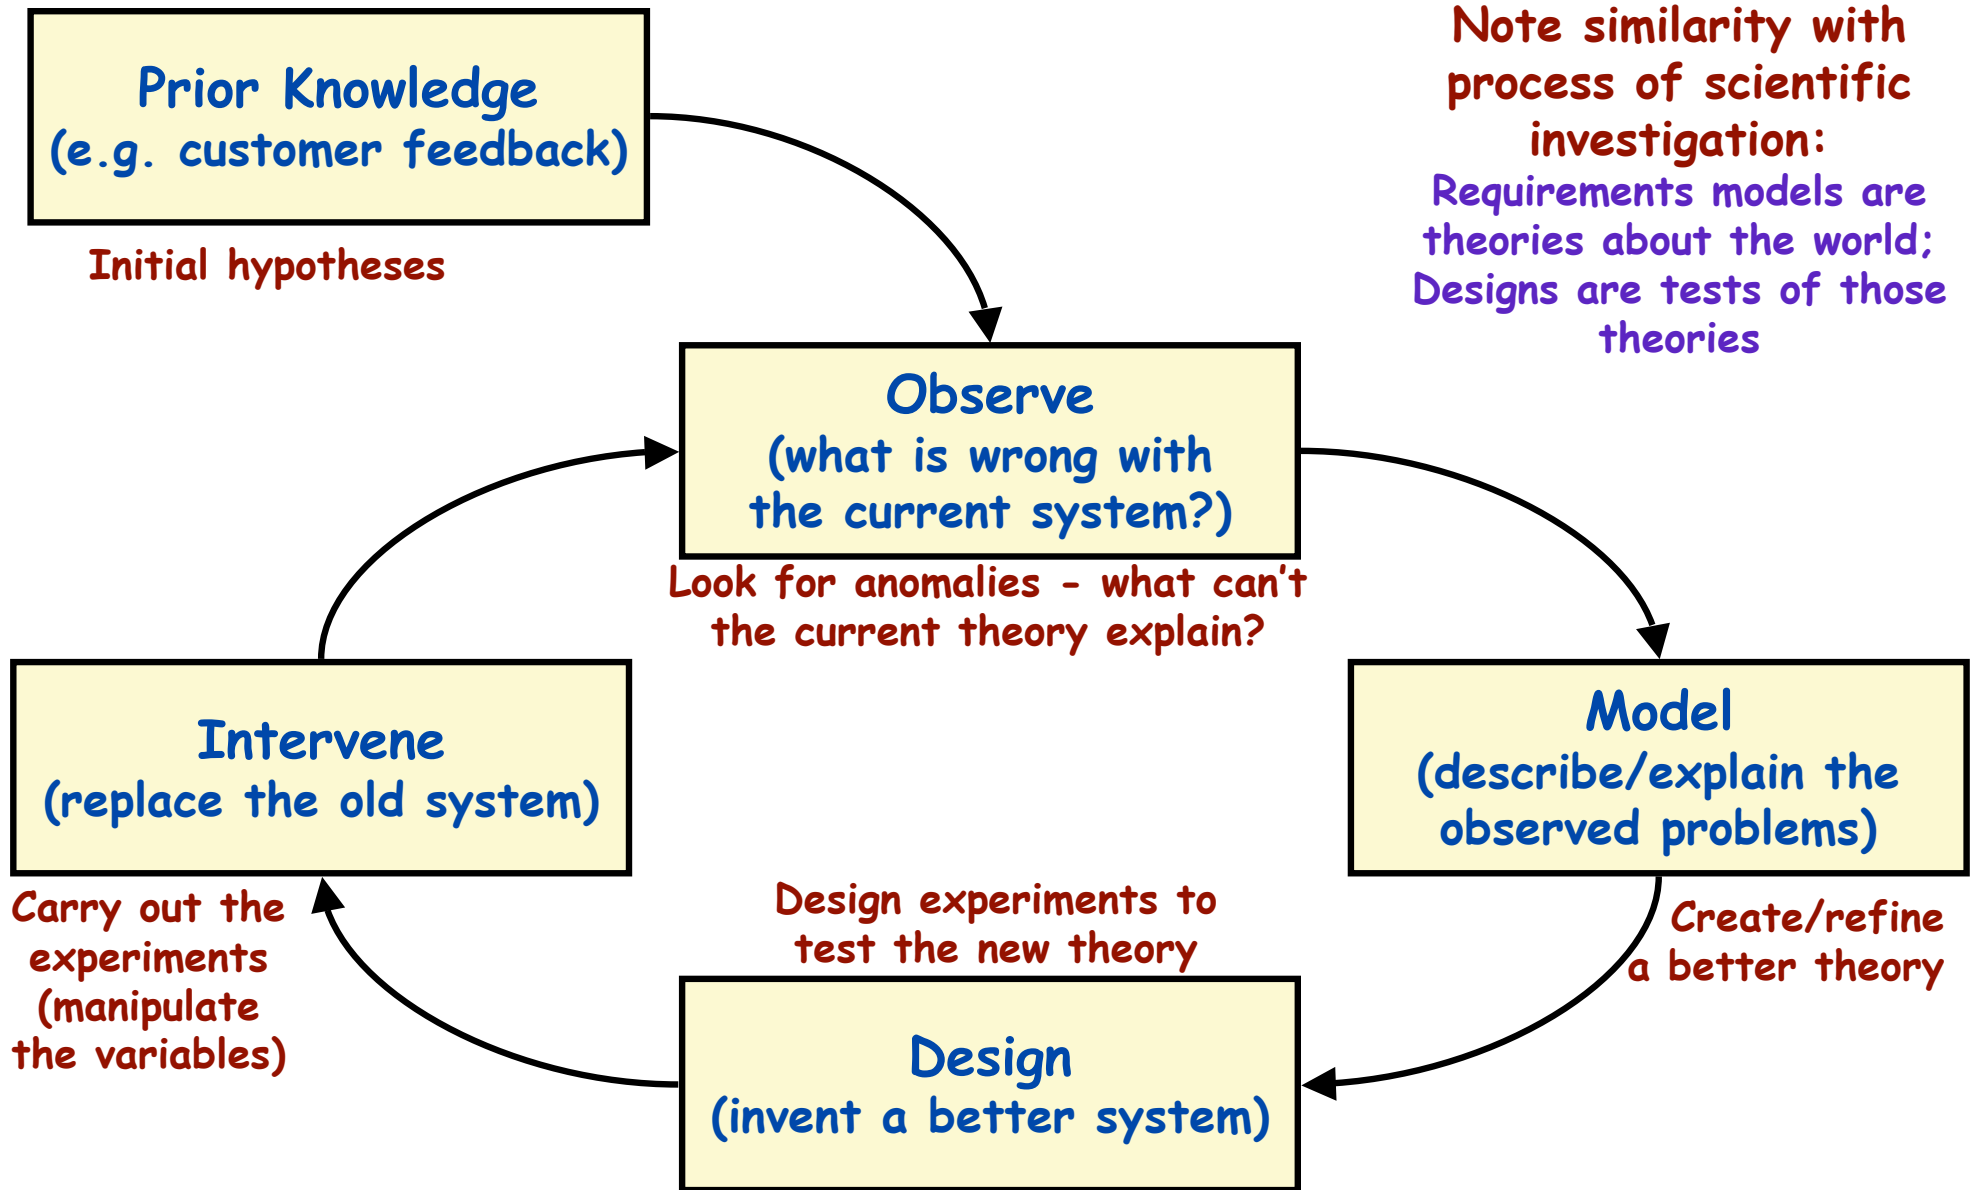 Prior Knowledge
(e.g. customer feedback)
Initial hypotheses
Note similarity with
process of scientific
investigation:
Requirements models are
theories about the world;
Designs are tests of those
theories
Observe
(what is wrong with
the current system?)
Look for anomalies - what can't
the current theory explain?
Model
(describe/explain the
observed problems)
Create/refine
a better theory
Design experiments to
test the new theory
Design
(invent a better system)
Intervene
(replace the old system)
Carry out the
experiments
(manipulate
the variables)